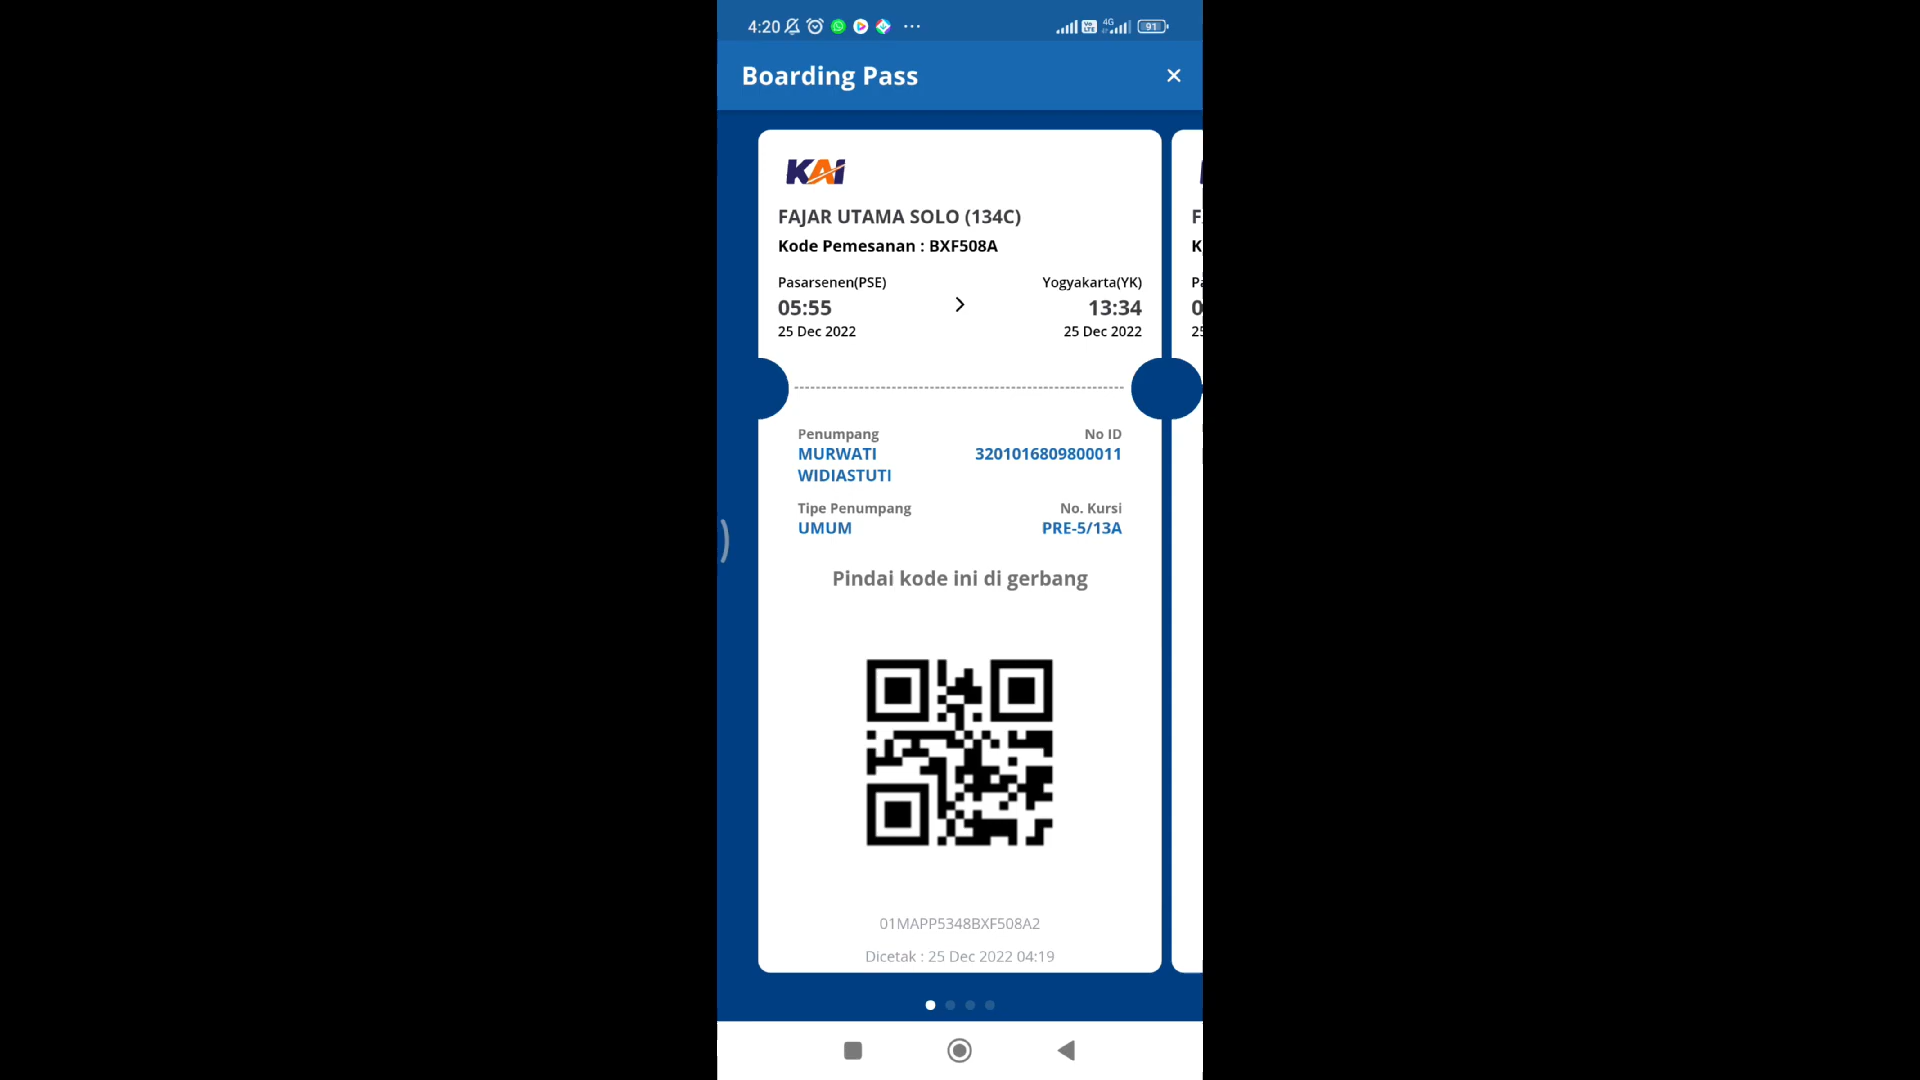 4:20
4G
91
Boarding Pass
KAI
FAJAR UTAMA SOLO (134C)
Kode Pemesanan : BXF508A
Pasarsenen(PSE) Yogyakarta(YK)
05:55 13:34
25 Dec 2022 25 Dec 2022
Penumpang No ID
MURWATI 3201016809800011
WIDIASTUTI
Tipe Penumpang No. Kursi
UMUM PRE-5/13A
Pindai kode ini di gerbang
01MAPP5348BXF508A2
Dicetak : 25 Dec 2022 04:19